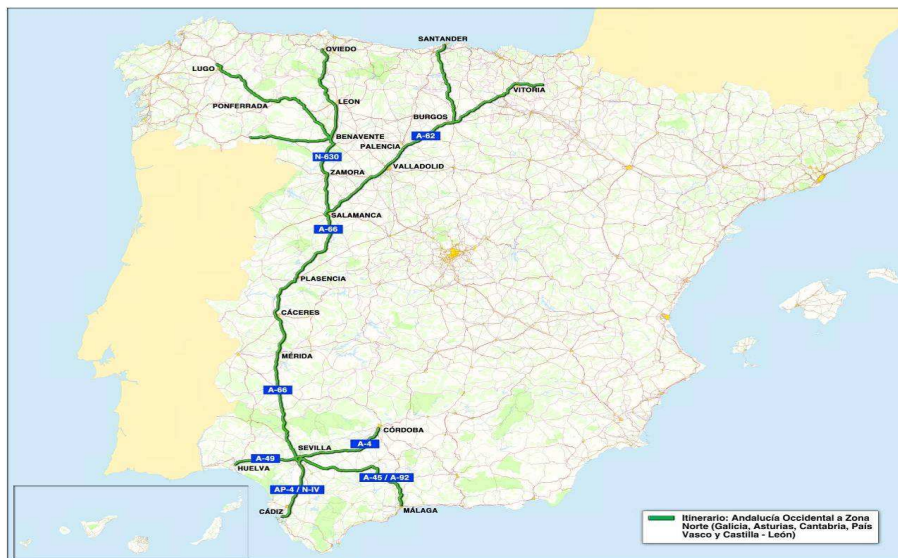 SANTANDER
OVIEDO
LUGO
VITORIA
PONFERRADA
LEON
BURGOS
BENAVENTE
A-62
PALENCIA
N-630
VALLADOLID
ZAMORA
SALAMANCA
A-66
PLASENCIA
CÁCERES
MÉRIDA
A-66
CÓRDOBA
SEVILLA
A-4
A-49
HUELVA
A-45 / A-92
AP-4 / N-IV
CÁDIZ
MÁLAGA
Itinerario: Andalucía Occidental a Zona
Norte (Galicia, Asturias, Cantabria, País
Vasco y Castilla - León)